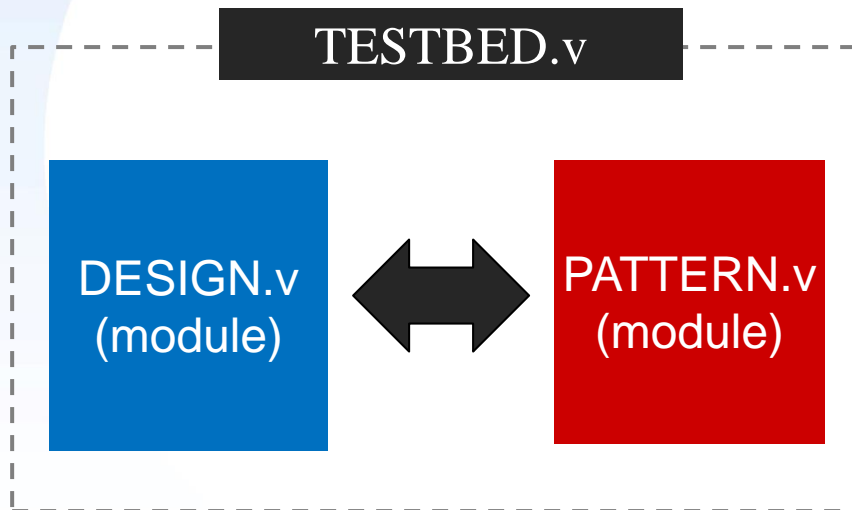 TESTBED.v
DESIGN.v
(module)
PATTERN.v
(module)